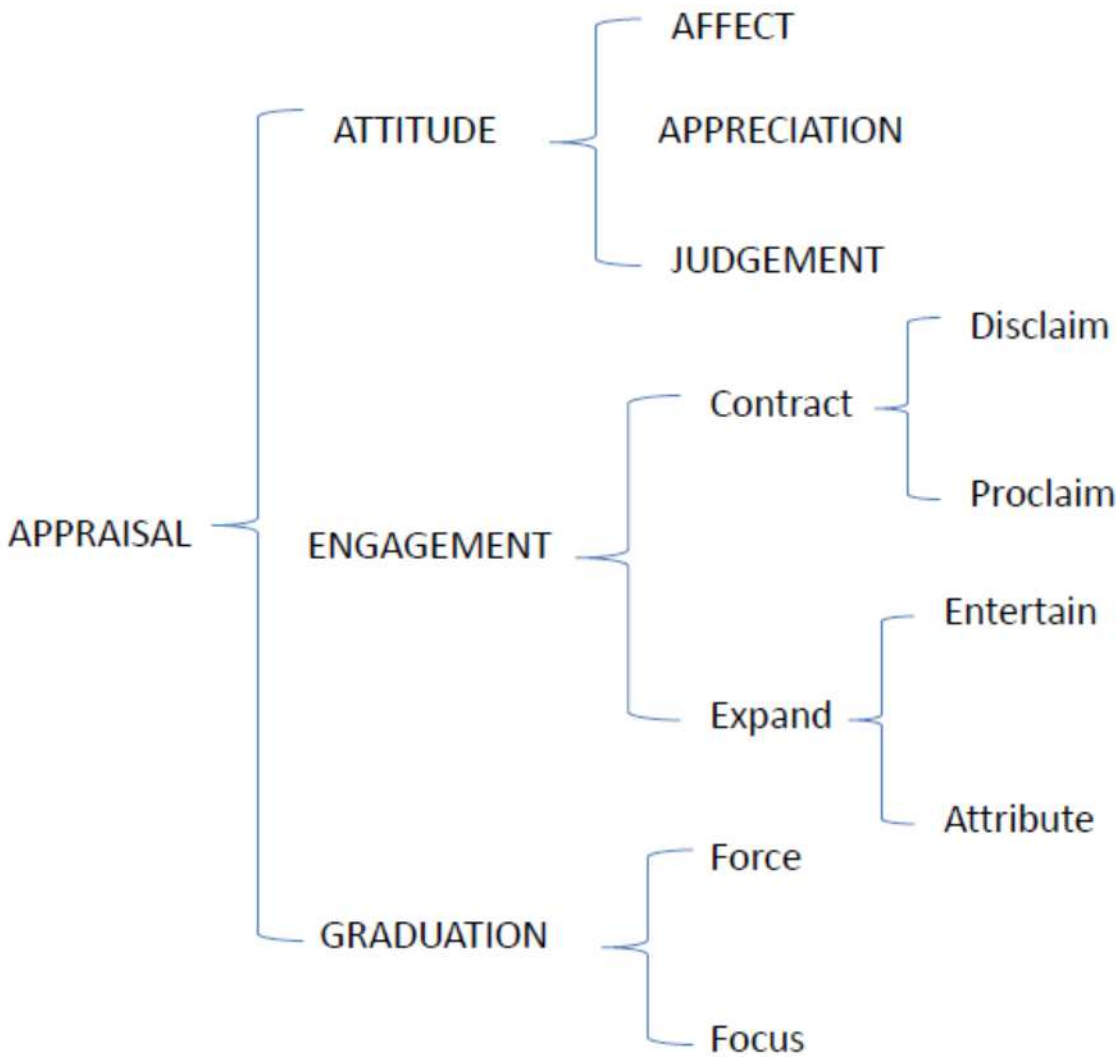 AFFECT
ATTITUDE
APPRECIATION
JUDGEMENT
Disclaim
Contract
Proclaim
APPRAISAL
ENGAGEMENT
Entertain
Expand
Attribute
Force
GRADUATION
Focus